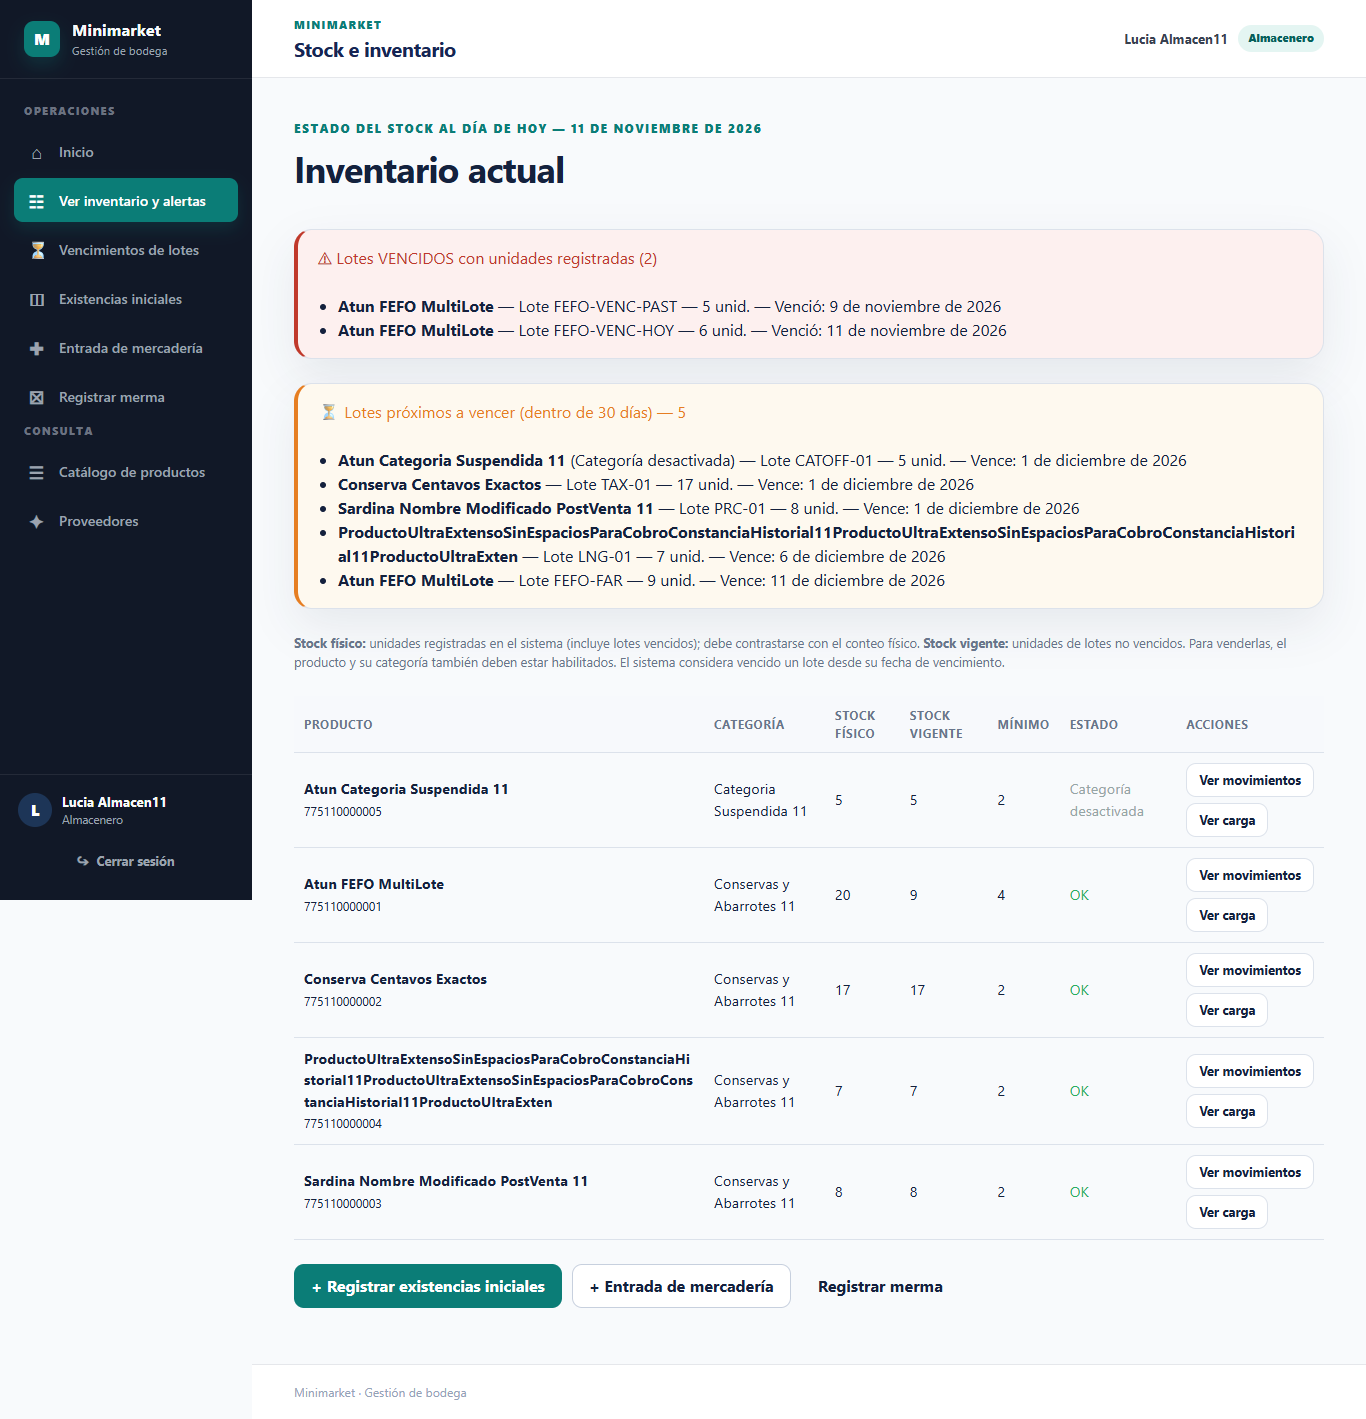 M
Minimarket
Gestión de bodega
OPERACIONES
Inicio
Ver inventario y alertas
Vencimientos de lotes
Existencias iniciales
Entrada de mercadería
Registrar merma
CONSULTA
Catálogo de productos
Proveedores
L
Lucia Almacen11
Almacenero
Cerrar sesión
MINIMARKET
Stock e inventario
Lucia Almacen11
Almacenero
ESTADO DEL STOCK AL DÍA DE HOY — 11 DE NOVIEMBRE DE 2026
Inventario actual
⚠ Lotes VENCIDOS con unidades registradas (2)
• Atun FEFO MultiLote — Lote FEFO-VENC-PAST — 5 unid. — Venció: 9 de noviembre de 2026
• Atun FEFO MultiLote — Lote FEFO-VENC-HOY — 6 unid. — Venció: 11 de noviembre de 2026
⏳ Lotes próximos a vencer (dentro de 30 días) — 5
• Atun Categoria Suspendida 11 (Categoría desactivada) — Lote CATOFF-01 — 5 unid. — Vence: 1 de diciembre de 2026
• Conserva Centavos Exactos — Lote TAX-01 — 17 unid. — Vence: 1 de diciembre de 2026
• Sardina Nombre Modificado PostVenta 11 — Lote PRC-01 — 8 unid. — Vence: 1 de diciembre de 2026
• ProductoUltraExtensoSinEspaciosParaCobroConstanciaHistorial11ProductoUltraExtensoSinEspaciosParaCobroConstanciaHistori
al11ProductoUltraExten — Lote LNG-01 — 7 unid. — Vence: 6 de diciembre de 2026
• Atun FEFO MultiLote — Lote FEFO-FAR — 9 unid. — Vence: 11 de diciembre de 2026
Stock físico: unidades registradas en el sistema (incluye lotes vencidos); debe contrastarse con el conteo físico. Stock vigente: unidades de lotes no vencidos. Para venderlas, el
producto y su categoría también deben estar habilitados. El sistema considera vencido un lote desde su fecha de vencimiento.
PRODUCTO CATEGORÍA STOCK FÍSICO STOCK VIGENTE MÍNIMO ESTADO ACCIONES
Atun Categoria Suspendida 11
775110000005
Categoria
Suspendida 11
5 5 2
Categoría
desactivada
Ver movimientos
Ver carga
Atun FEFO MultiLote
775110000001
Conservas y
Abarrotes 11
20 9 4 OK
Ver movimientos
Ver carga
Conserva Centavos Exactos
775110000002
Conservas y
Abarrotes 11
17 17 2 OK
Ver movimientos
Ver carga
ProductoUltraExtensoSinEspaciosParaCobroConstanciaHi
storial11ProductoUltraExtensoSinEspaciosParaCobroCons
tanciaHistorial11ProductoUltraExten
775110000004
Conservas y
Abarrotes 11
7 7 2 OK
Ver movimientos
Ver carga
Sardina Nombre Modificado PostVenta 11
775110000003
Conservas y
Abarrotes 11
8 8 2 OK
Ver movimientos
Ver carga
+ Registrar existencias iniciales
+ Entrada de mercadería
Registrar merma
Minimarket · Gestión de bodega